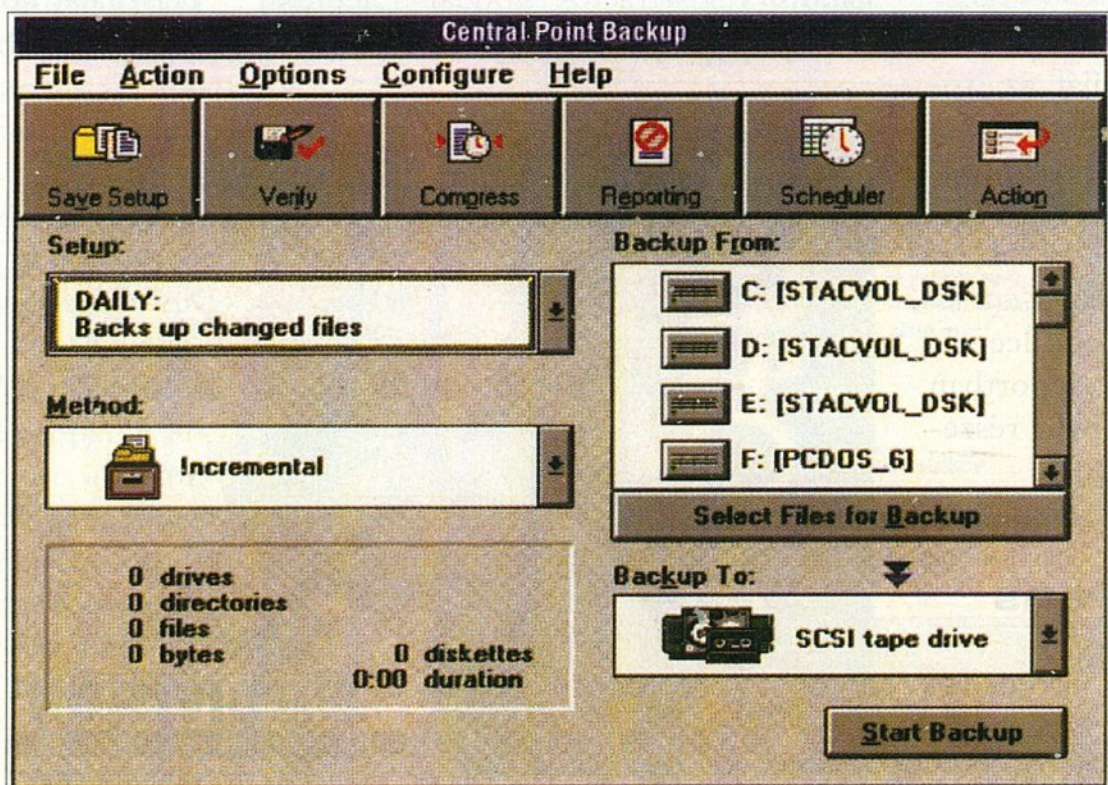 Central Point Backup
File Action Options Configure Help
Save Setup Verify Compress Reporting Scheduler Action
Setup:
DAILY:
Backs up changed files
Method:
Incremental
0 drives
0 directories
0 files
0 bytes 0 diskettes
0:00 duration
Backup From:
C: [STACVOL_DSK]
D: [STACVOL_DSK]
E: [STACVOL_DSK]
F: [PCDOS_6]
Select Files for Backup
Backup To:
SCSI tape drive
Start Backup